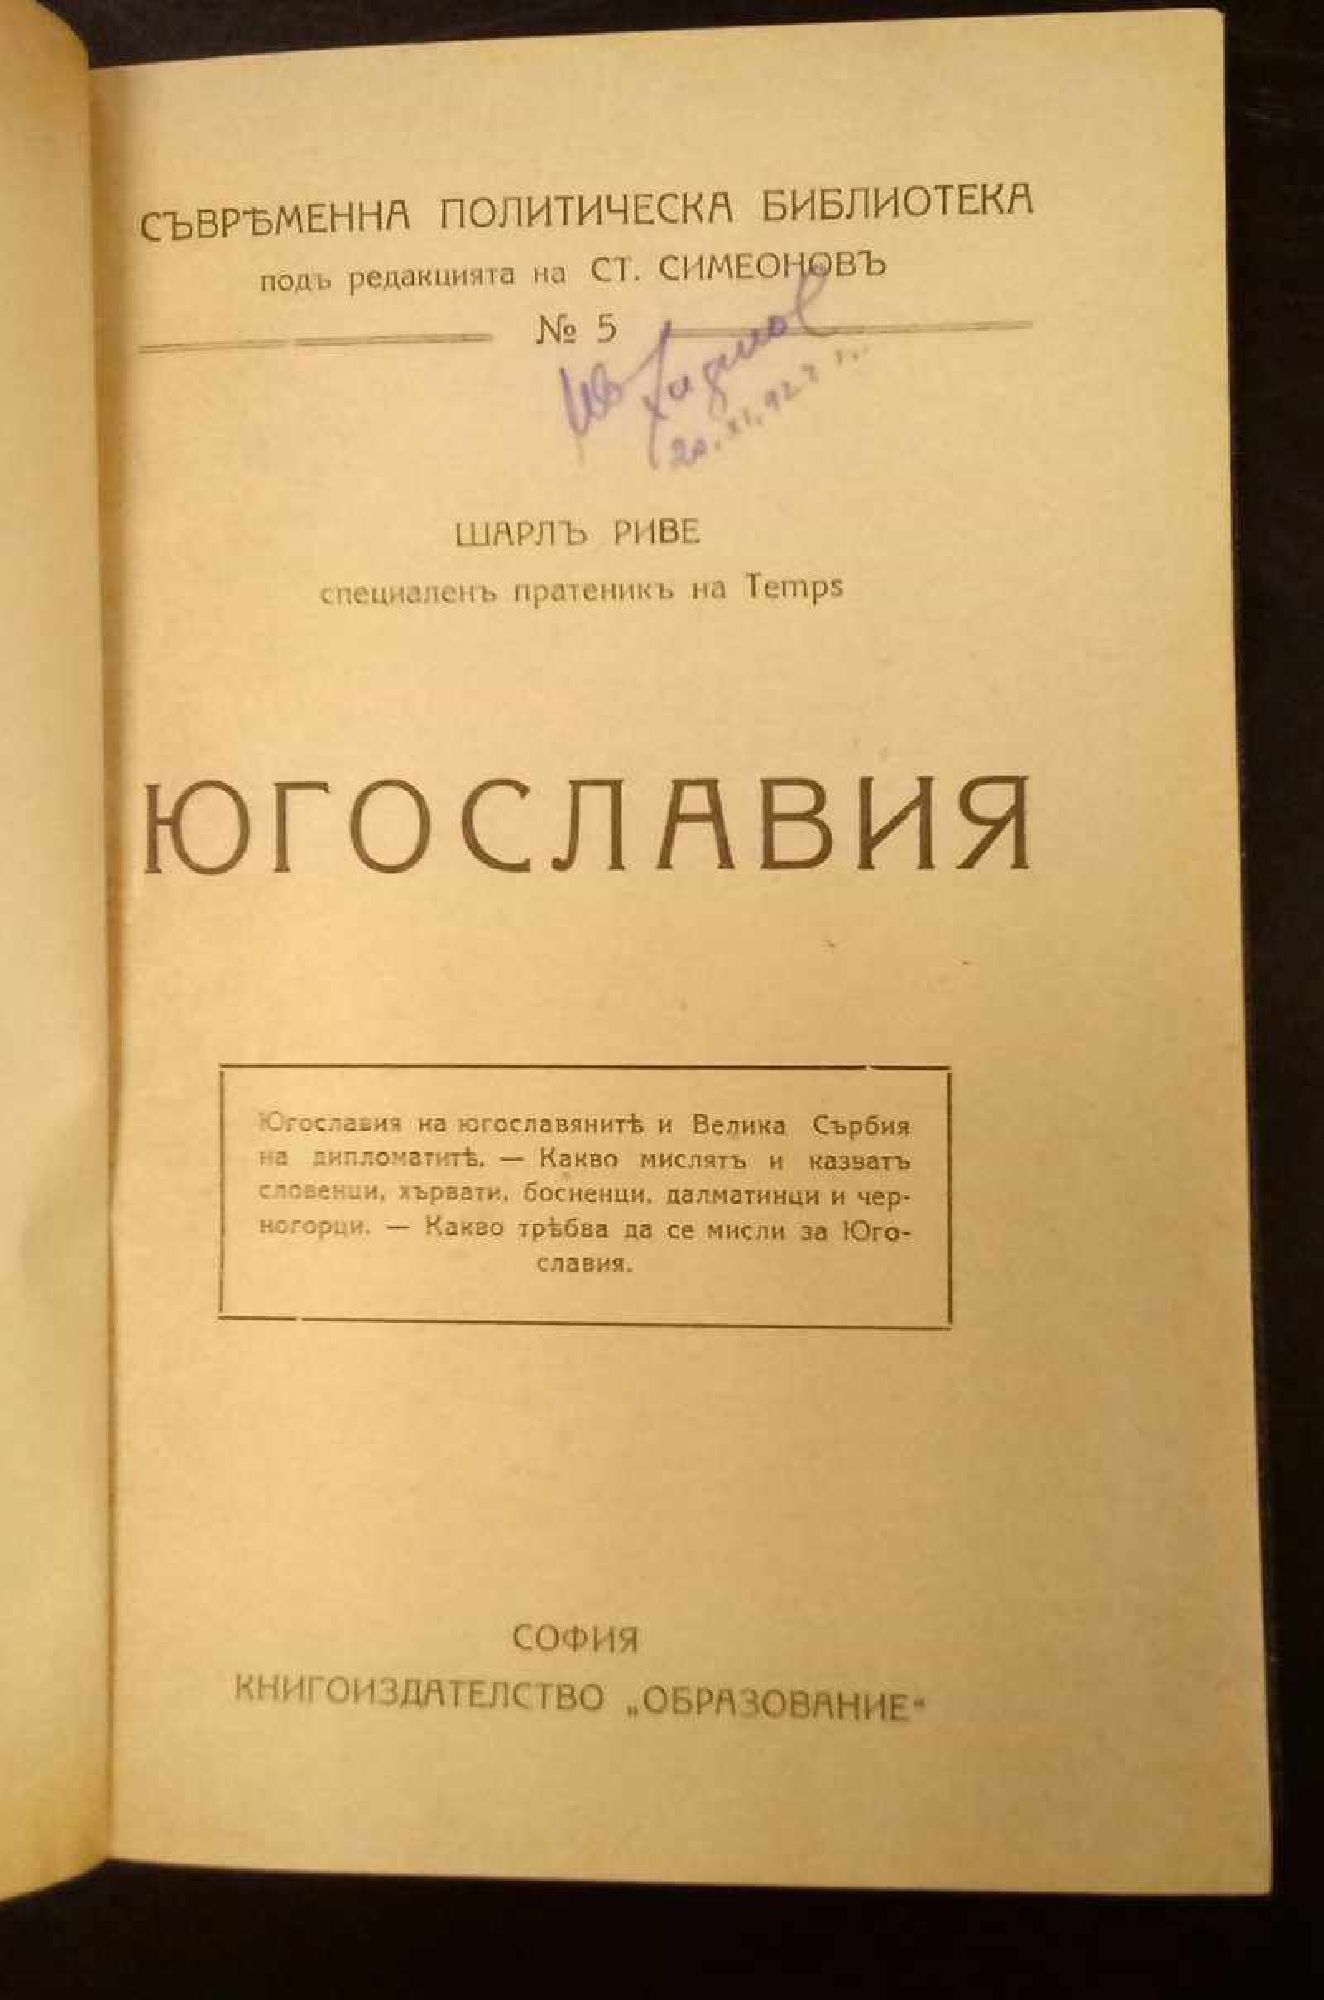 СЪВРѢМЕННА ПОЛИТИЧЕСКА БИБЛИОТЕКА
подъ редакцията на СТ. СИМЕОНОВЪ
№ 5
ШАРЛЪ РИВЕ
специаленъ пратеникъ на Temps
ЮГОСЛАВИЯ
Югославия на югославянитѣ и Велика Сърбия
на дипломатитѣ. — Какво мислятъ и казватъ
словенци, хървати, босненци, далматинци и чер-
ногорци. — Какво трѣбва да се мисли за Юго-
славия.
СОФИЯ
КНИГОИЗДАТЕЛСТВО „ОБРАЗОВАНИЕ“